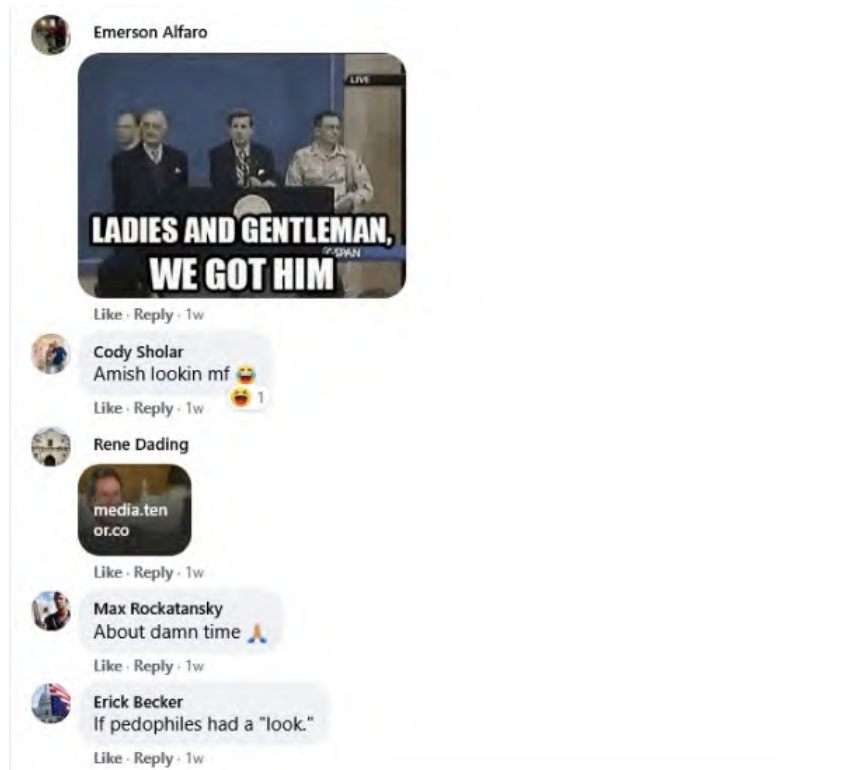 Emerson Alfaro
LIVE
LADIES AND GENTLEMAN,
SPAN
WE GOT HIM
Like · Reply · 1w
Cody Sholar
Amish lookin mf 😂
😆 1
Like · Reply · 1w
Rene Dading
media.ten
or.co
Like · Reply · 1w
Max Rockatansky
About damn time 🙏🏼
Like · Reply · 1w
Erick Becker
If pedophiles had a "look."
Like · Reply · 1w